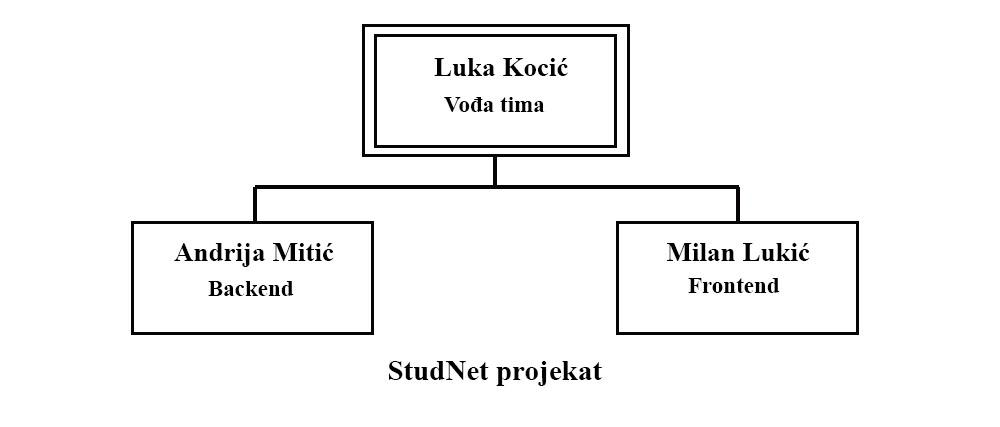 Luka Kocić
Vođa tima
Andrija Mitić
Backend
Milan Lukić
Frontend
StudNet projekat